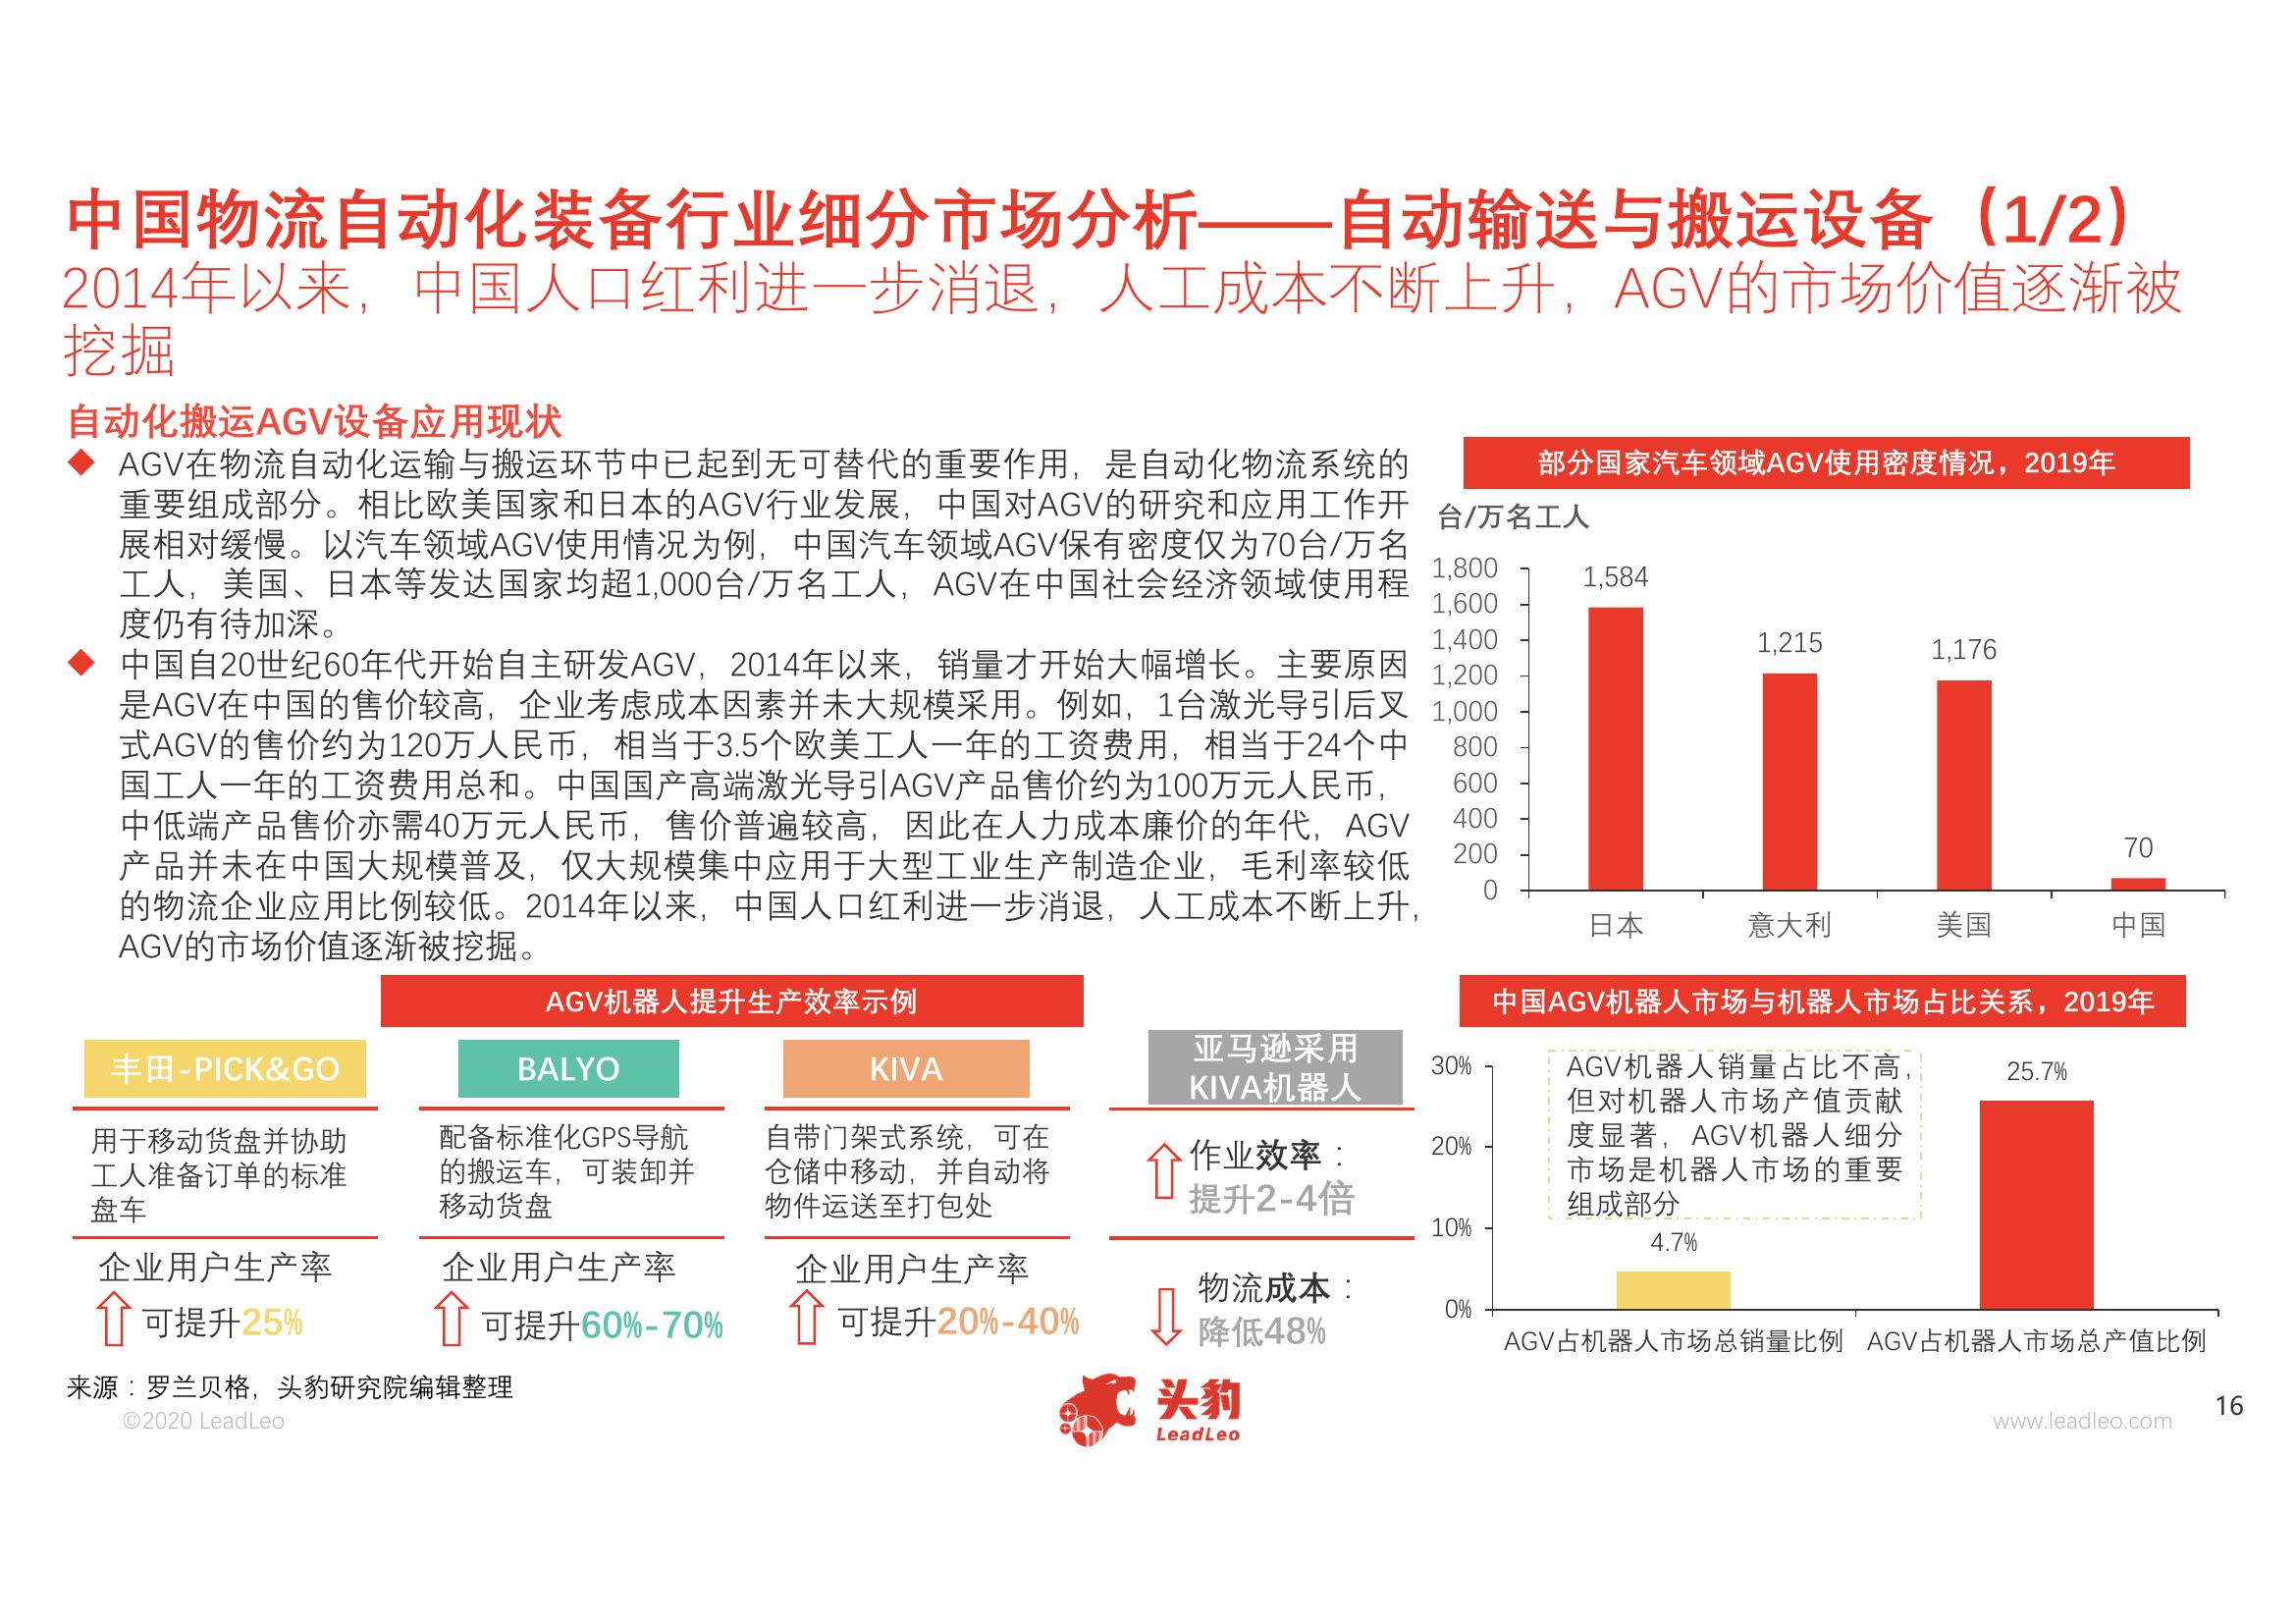 中国物流自动化装备行业细分市场分析——自动输送与搬运设备（1/2）
2014年以来，中国人口红利进一步消退，人工成本不断上升，AGV的市场价值逐渐被
挖掘
自动化搬运AGV设备应用现状
AGV在物流自动化运输与搬运环节中已起到无可替代的重要作用，是自动化物流系统的
重要组成部分。相比欧美国家和日本的AGV行业发展，中国对AGV的研究和应用工作开
展相对缓慢。以汽车领域AGV使用情况为例，中国汽车领域AGV保有密度仅为70台/万名
工人，美国、日本等发达国家均超1,000台/万名工人，AGV在中国社会经济领域使用程
度仍有待加深。
中国自20世纪60年代开始自主研发AGV，2014年以来，销量才开始大幅增长。主要原因
是AGV在中国的售价较高，企业考虑成本因素并未大规模采用。例如，1台激光导引后叉
式AGV的售价约为120万人民币，相当于3.5个欧美工人一年的工资费用，相当于24个中
国工人一年的工资费用总和。中国国产高端激光导引AGV产品售价约为100万元人民币，
中低端产品售价亦需40万元人民币，售价普遍较高，因此在人力成本廉价的年代，AGV
产品并未在中国大规模普及，仅大规模集中应用于大型工业生产制造企业，毛利率较低
的物流企业应用比例较低。2014年以来，中国人口红利进一步消退，人工成本不断上升，
AGV的市场价值逐渐被挖掘。
部分国家汽车领域AGV使用密度情况，2019年
台/万名工人
1,800
1,600
1,400
1,200
1,000
800
600
400
200
0
1,584
1,215
1,176
70
日本
意大利
美国
中国
AGV机器人提升生产效率示例
丰田-PICK&GO
用于移动货盘并协助
工人准备订单的标准
盘车
企业用户生产率
可提升25%
BALYO
配备标准化GPS导航
的搬运车，可装卸并
移动货盘
企业用户生产率
可提升60%-70%
KIVA
自带门架式系统，可在
仓储中移动，并自动将
物件运送至打包处
企业用户生产率
可提升20%-40%
亚马逊采用
KIVA机器人
作业效率：
提升2-4倍
物流成本：
降低48%
中国AGV机器人市场与机器人市场占比关系，2019年
30%
20%
10%
0%
AGV机器人销量占比不高，
但对机器人市场产值贡献
度显著，AGV机器人细分
市场是机器人市场的重要
组成部分
4.7%
25.7%
AGV占机器人市场总销量比例
AGV占机器人市场总产值比例
来源：罗兰贝格，头豹研究院编辑整理
©2020 LeadLeo
头豹
LeadLeo
www.leadleo.com
16